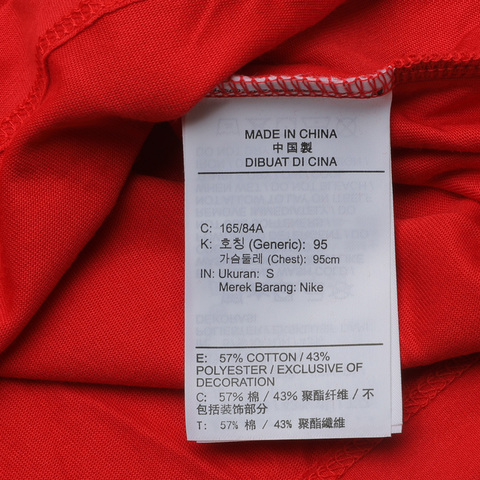 MADE IN CHINA
中国製
DIBUAT DI CINA
C: 165/84A
K: 호칭 (Generic): 95
가슴둘레 (Chest): 95cm
IN: Ukuran: S
Merek Barang: Nike
E: 57% COTTON / 43%
POLYESTER / EXCLUSIVE OF
DECORATION
C: 57% 棉 / 43% 聚酯纤维 / 不
包括装饰部分
T: 57% 棉 / 43% 聚酯纖維